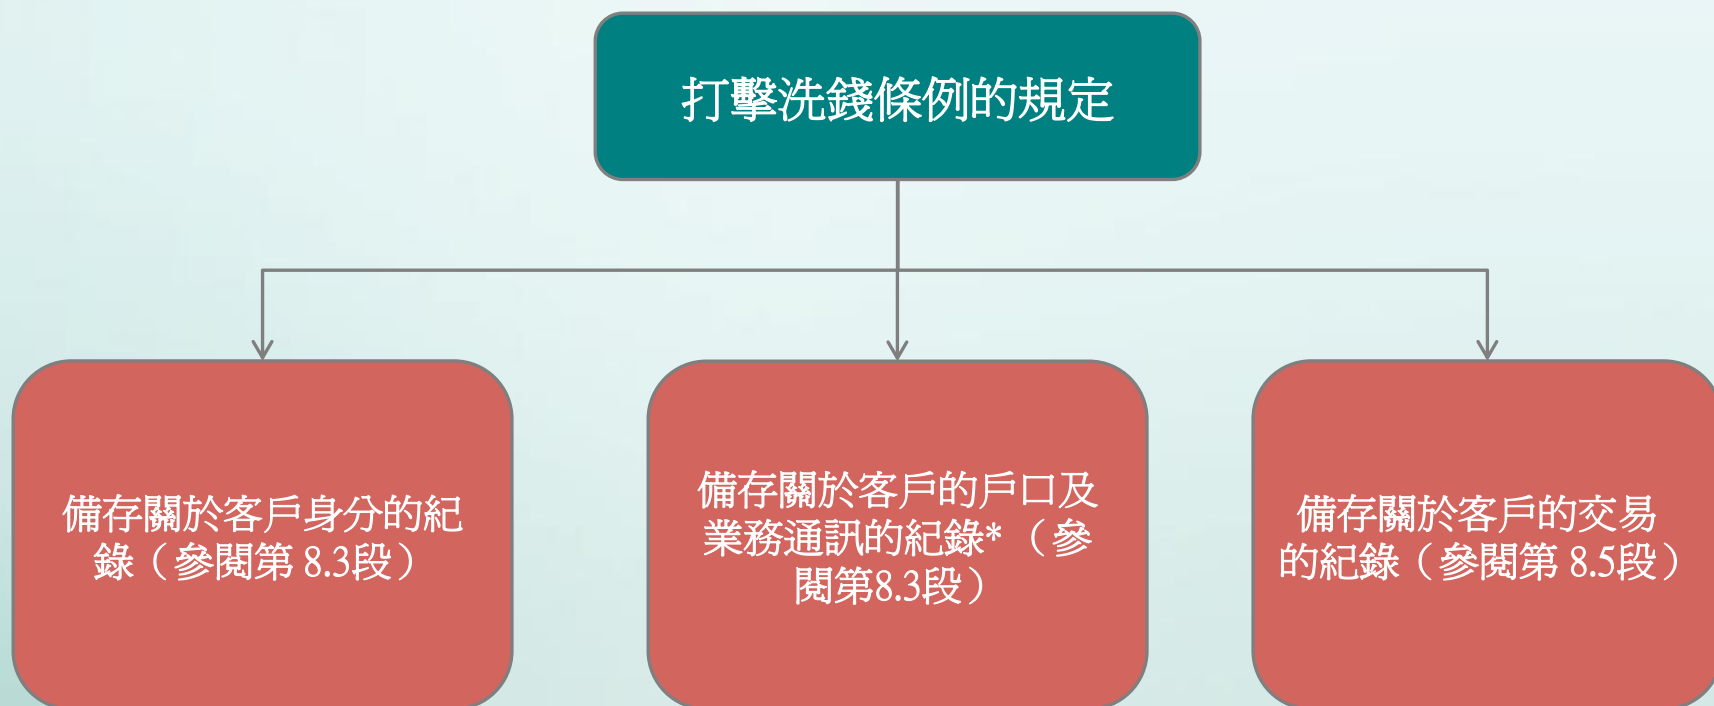 打擊洗錢條例的規定
備存關於客戶身分的紀
錄（參閱第 8.3段）
備存關於客戶的戶口及
業務通訊的紀錄* （參
閱第8.3段）
備存關於客戶的交易
的紀錄（參閱第 8.5段）